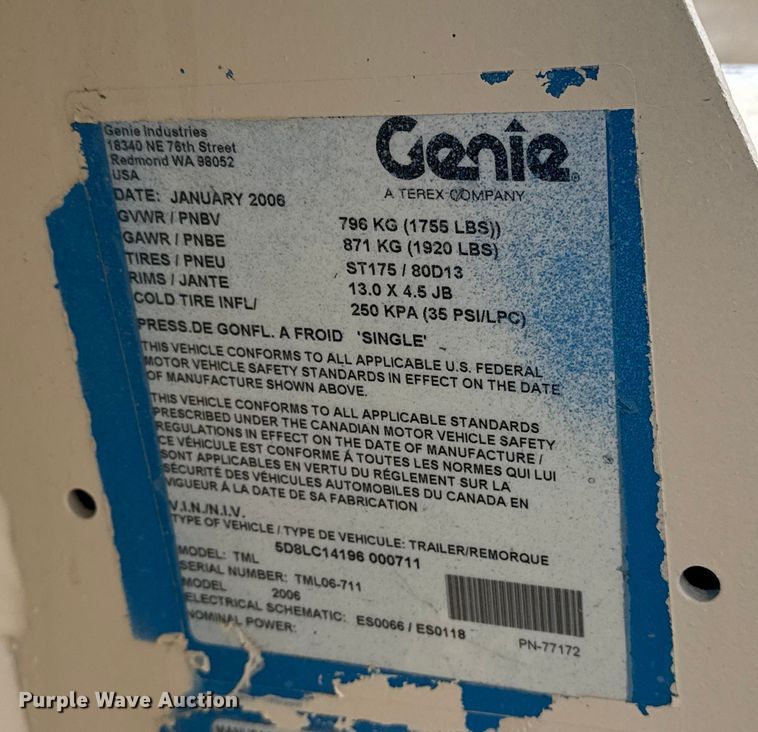 Genie Industries
18340 NE 76th Street
Redmond WA 98052
USA
Genie
A TEREX COMPANY
DATE: JANUARY 2006
GVWR / PNBV 796 KG (1755 LBS))
GAWR / PNBE 871 KG (1920 LBS)
TIRES / PNEU ST175 / 80D13
RIMS / JANTE 13.0 X 4.5 JB
COLD TIRE INFL/ 250 KPA (35 PSI/LPC)
PRESS.DE GONFL. A FROID 'SINGLE'
THIS VEHICLE CONFORMS TO ALL APPLICABLE U.S. FEDERAL
MOTOR VEHICLE SAFETY STANDARDS IN EFFECT ON THE DATE
OF MANUFACTURE SHOWN ABOVE.
THIS VEHICLE CONFORMS TO ALL APPLICABLE STANDARDS
PRESCRIBED UNDER THE CANADIAN MOTOR VEHICLE SAFETY
REGULATIONS IN EFFECT ON THE DATE OF MANUFACTURE /
CE VÉHICULE EST CONFORME Á TOUTES LES NORMES QUI LUI
SONT APPLICABLES EN VERTU DU RÉGLEMENT SUR LA
SÉCURITÉ DES VÉHICULES AUTOMOBILES DU CANADA EN
VIGUEUR Á LA DATE DE SA FABRICATION
V.I.N./N.I.V.
TYPE OF VEHICLE / TYPE DE VEHICULE: TRAILER/REMORQUE
5D8LC14196 000711
MODEL: TML
SERIAL NUMBER: TML06-711
MODEL 2006
ELECTRICAL SCHEMATIC: ES0066 / ES0118
NOMINAL POWER:
PN-77172
Purple Wave Auction